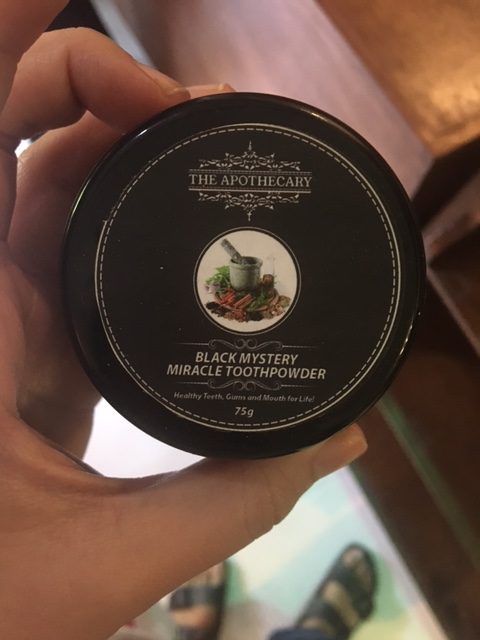 THE APOTHECARY
BLACK MYSTERY
MIRACLE TOOTHPOWDER
Healthy Teeth, Gums and Mouth for Life!
75g